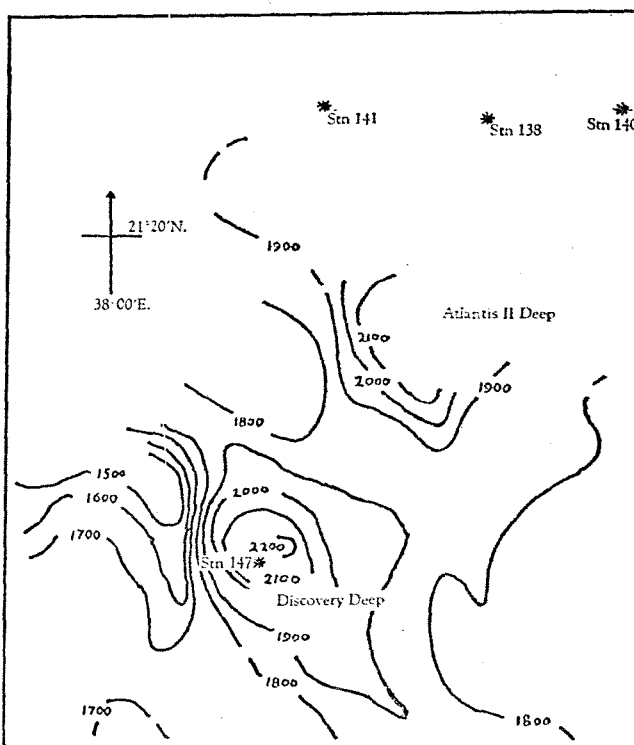 Stn 141
Stn 138
Stn 140
21°20'N.
1900
38·00'E.
Atlantis II Deep
2100
2000
1900
1800
1500
2000
1600
1700
2200
Stn 147
2100
Discovery Deep
1900
1800
1700
1800